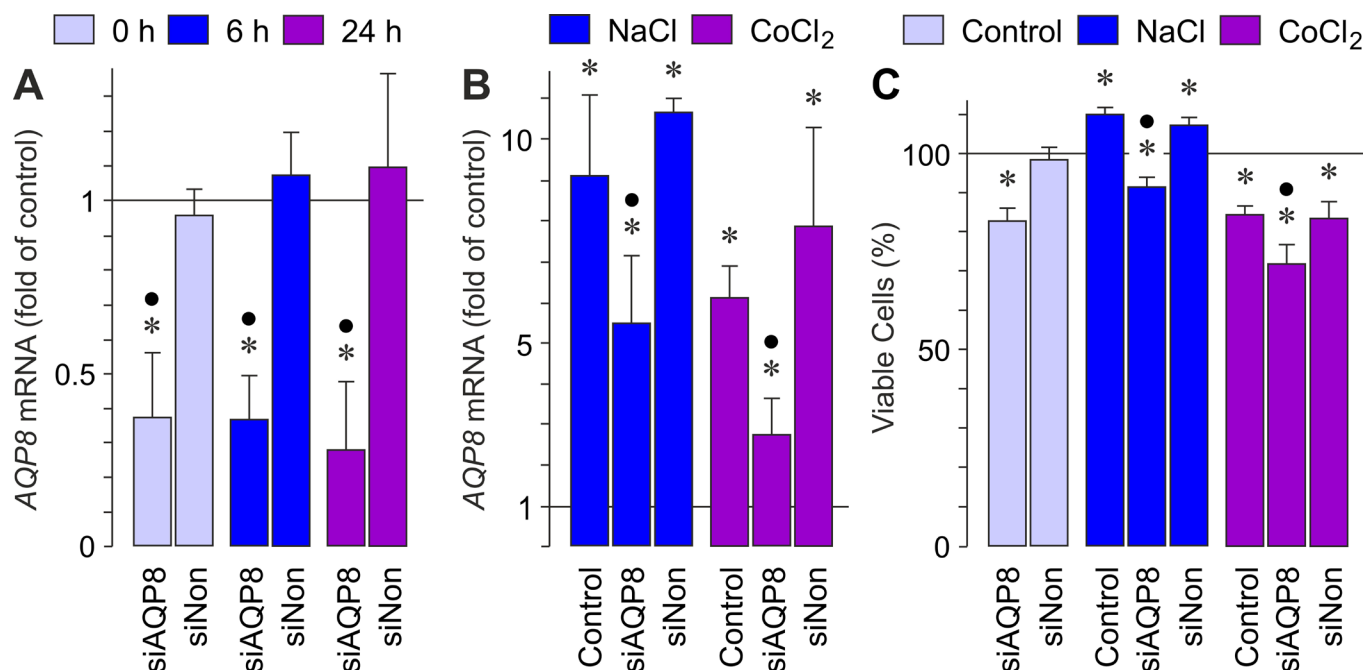 0 h 6 h 24 h
NaCl CoCl₂
Control NaCl CoCl₂
A
AQP8 mRNA (fold of control)
1
0.5
0
siAQP8
siNon
siAQP8
siNon
siAQP8
siNon
B
AQP8 mRNA (fold of control)
10
5
1
Control
siAQP8
siNon
Control
siAQP8
siNon
C
Viable Cells (%)
100
50
0
siAQP8
siNon
Control
siAQP8
siNon
Control
siAQP8
siNon